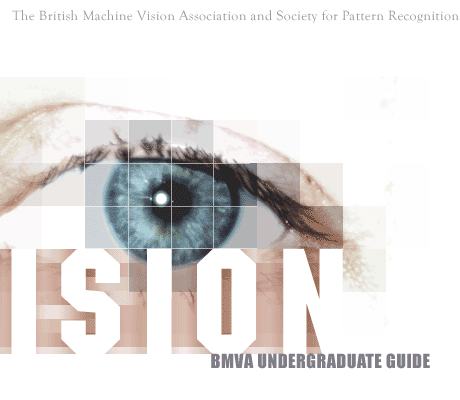 The British Machine Vision Association and Society for Pattern Recognition
ISION
BMVA UNDERGRADUATE GUIDE